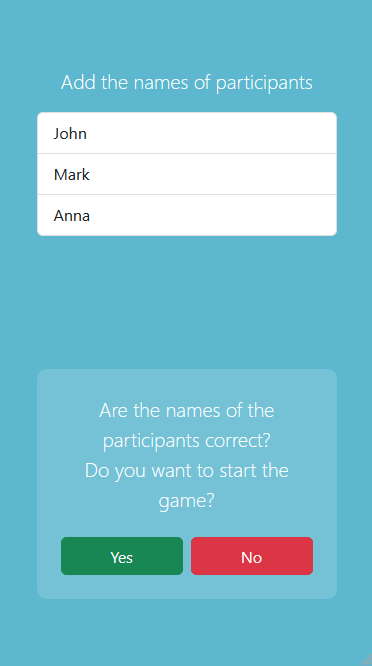 Add the names of participants
John
Mark
Anna
Are the names of the
participants correct?
Do you want to start the
game?
Yes
No